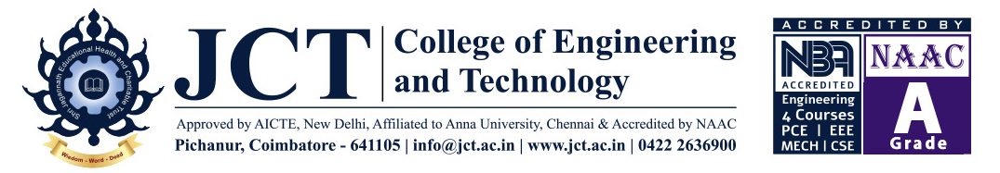 Shri Jagannath Educational Health and Charitable Trust
Wisdom - Word - Deed
JCT
College of Engineering
and Technology
Approved by AICTE, New Delhi, Affiliated to Anna University, Chennai & Accredited by NAAC
Pichanur, Coimbatore - 641105 | info@jct.ac.in | www.jct.ac.in | 0422 2636900
ACCREDITED BY
NBA
ACCREDITED
Engineering
4 Courses
PCE | EEE
MECH | CSE
NAAC
A
Grade